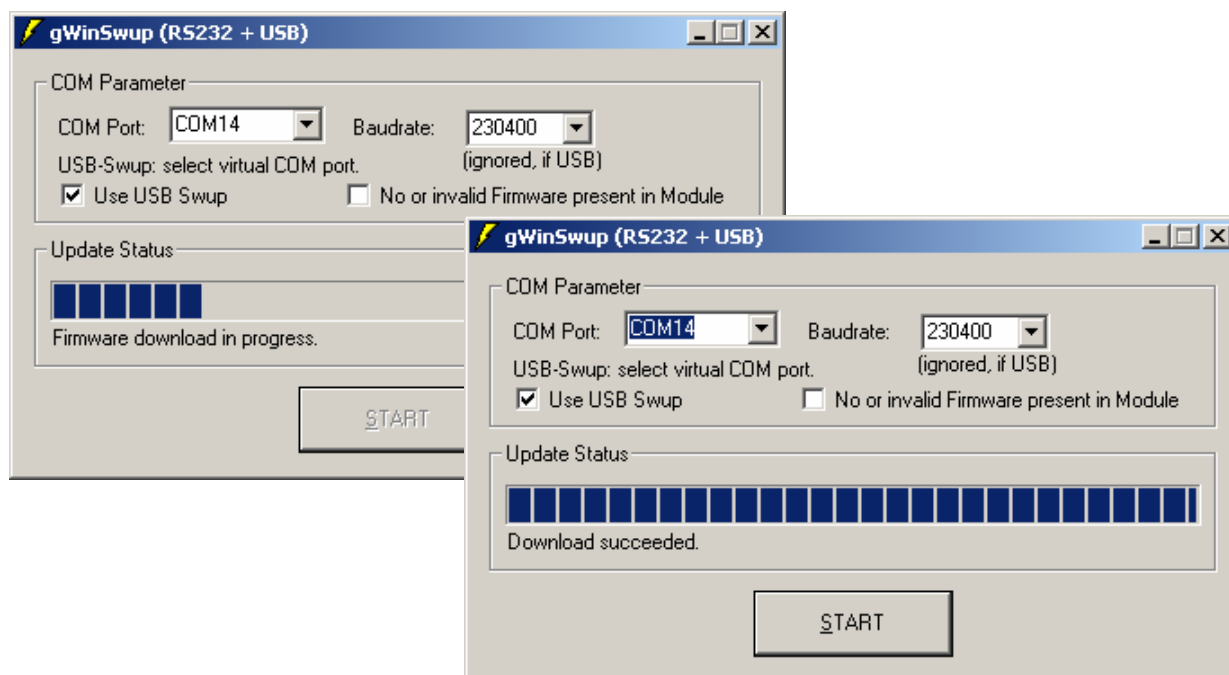 gWinSwup (RS232 + USB)
COM Parameter
COM Port: COM14 Baudrate: 230400
USB-Swup: select virtual COM port. (ignored, if USB)
Use USB Swup No or invalid Firmware present in Module
Update Status
Firmware download in progress.
START
gWinSwup (RS232 + USB)
COM Parameter
COM Port: COM14 Baudrate: 230400
USB-Swup: select virtual COM port. (ignored, if USB)
Use USB Swup No or invalid Firmware present in Module
Update Status
Download succeeded.
START